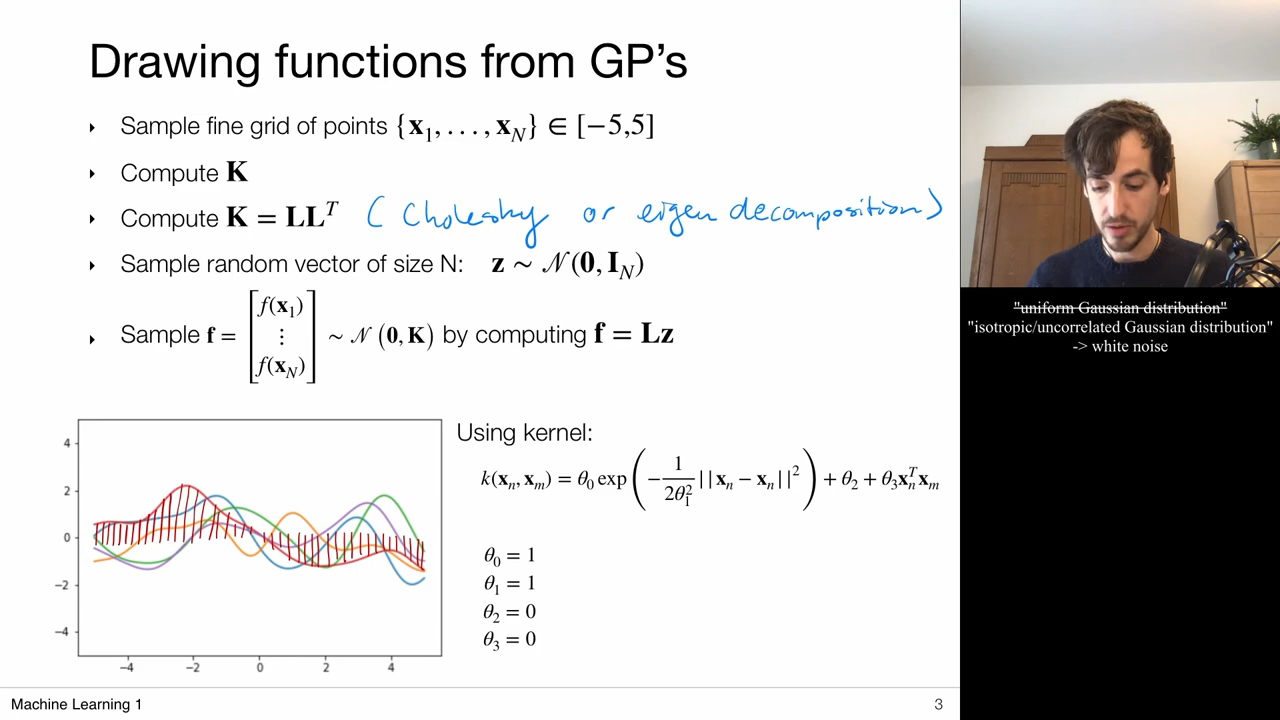 Drawing functions from GP's
‣ Sample fine grid of points {x₁, . . . , x_N} ∈ [−5,5]
‣ Compute K
‣ Compute K = LLᵀ ( Cholesky or eigen decomposition )
‣ Sample random vector of size N: z ∼ 𝒩(0, I_N)
‣ Sample f = [f(x₁) ⋮ f(x_N)] ∼ 𝒩 (0, K) by computing f = Lz
Using kernel:
k(xₙ, xₘ) = θ₀ exp(−1/(2θ₁²) ||xₙ − xₙ||²) + θ₂ + θ₃xₙᵀxₘ
θ₀ = 1
θ₁ = 1
θ₂ = 0
θ₃ = 0
4
2
0
−2
−4
−4 −2 0 2 4
Machine Learning 1
3
"uniform Gaussian distribution"
"isotropic/uncorrelated Gaussian distribution"
-> white noise